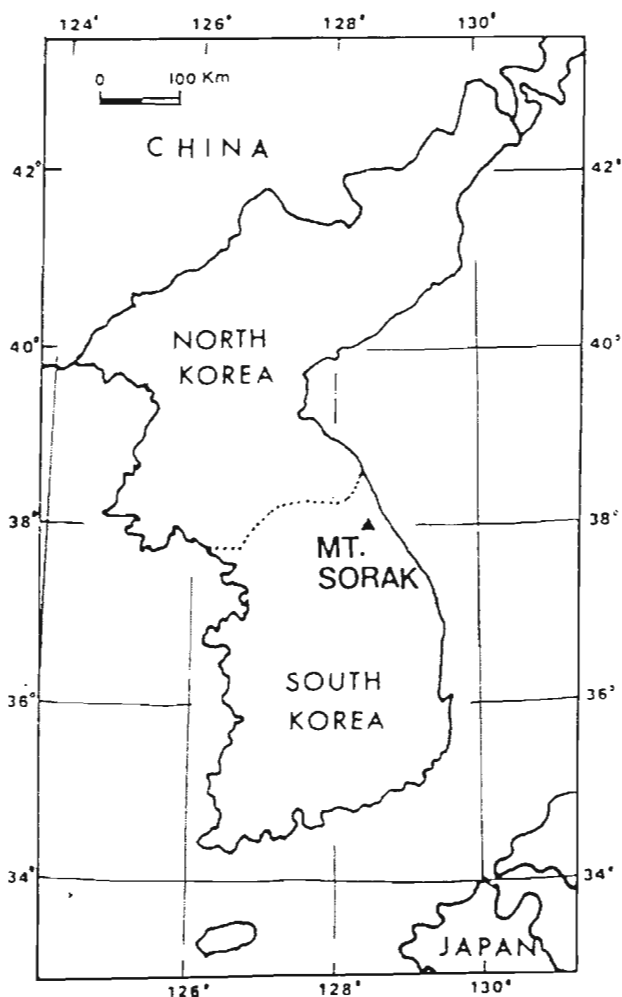 124° 126° 128° 130°
0 100 Km
CHINA
42° 42°
NORTH
KOREA
40° 40°
38° 38°
MT.
SORAK
SOUTH
KOREA
36° 36°
34° 34°
JAPAN
126° 128° 130°